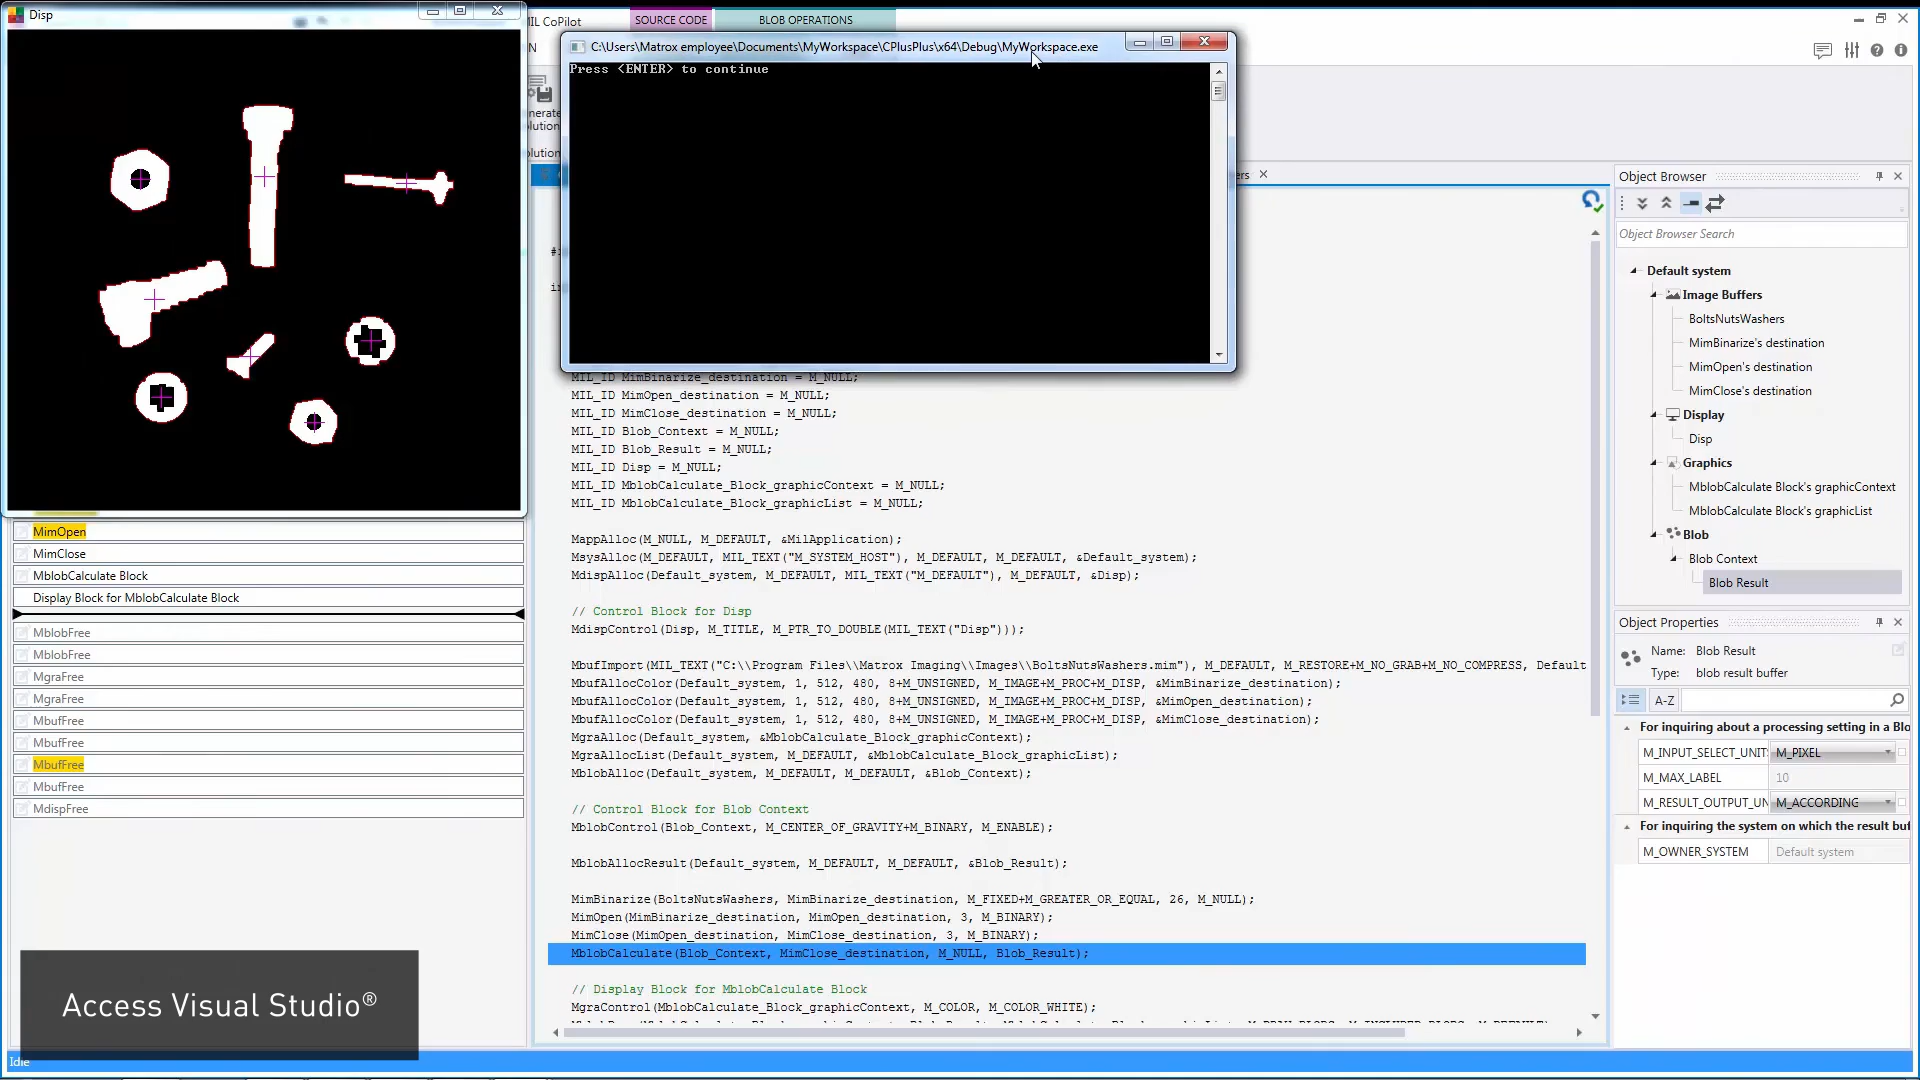 Disp
MIL CoPilot
SOURCE CODE
BLOB OPERATIONS
N
C:\Users\Matrox employee\Documents\MyWorkspace\CPlusPlus\x64\Debug\MyWorkspace.exe
Press <ENTER> to continue
nerate
olution
olution
ers
Object Browser
Object Browser Search
Default system
Image Buffers
BoltsNutsWashers
MimBinarize's destination
MimOpen's destination
MimClose's destination
Display
Disp
Graphics
MblobCalculate Block's graphicContext
MblobCalculate Block's graphicList
Blob
Blob Context
Blob Result
MimOpen
MimClose
MblobCalculate Block
Display Block for MblobCalculate Block
MblobFree
MblobFree
MgraFree
MgraFree
MbufFree
MbufFree
MbufFree
MbufFree
MdispFree
MIL_ID MimBinarize_destination = M_NULL;
MIL_ID MimOpen_destination = M_NULL;
MIL_ID MimClose_destination = M_NULL;
MIL_ID Blob_Context = M_NULL;
MIL_ID Blob_Result = M_NULL;
MIL_ID Disp = M_NULL;
MIL_ID MblobCalculate_Block_graphicContext = M_NULL;
MIL_ID MblobCalculate_Block_graphicList = M_NULL;
MappAlloc(M_NULL, M_DEFAULT, &MilApplication);
MsysAlloc(M_DEFAULT, MIL_TEXT("M_SYSTEM_HOST"), M_DEFAULT, M_DEFAULT, &Default_system);
MdispAlloc(Default_system, M_DEFAULT, MIL_TEXT("M_DEFAULT"), M_DEFAULT, &Disp);
// Control Block for Disp
MdispControl(Disp, M_TITLE, M_PTR_TO_DOUBLE(MIL_TEXT("Disp")));
MbufImport(MIL_TEXT("C:\\Program Files\\Matrox Imaging\\Images\\BoltsNutsWashers.mim"), M_DEFAULT, M_RESTORE+M_NO_GRAB+M_NO_COMPRESS, Default
MbufAllocColor(Default_system, 1, 512, 480, 8+M_UNSIGNED, M_IMAGE+M_PROC+M_DISP, &MimBinarize_destination);
MbufAllocColor(Default_system, 1, 512, 480, 8+M_UNSIGNED, M_IMAGE+M_PROC+M_DISP, &MimOpen_destination);
MbufAllocColor(Default_system, 1, 512, 480, 8+M_UNSIGNED, M_IMAGE+M_PROC+M_DISP, &MimClose_destination);
MgraAlloc(Default_system, &MblobCalculate_Block_graphicContext);
MgraAllocList(Default_system, M_DEFAULT, &MblobCalculate_Block_graphicList);
MblobAlloc(Default_system, M_DEFAULT, M_DEFAULT, &Blob_Context);
// Control Block for Blob Context
MblobControl(Blob_Context, M_CENTER_OF_GRAVITY+M_BINARY, M_ENABLE);
MblobAllocResult(Default_system, M_DEFAULT, M_DEFAULT, &Blob_Result);
MimBinarize(BoltsNutsWashers, MimBinarize_destination, M_FIXED+M_GREATER_OR_EQUAL, 26, M_NULL);
MimOpen(MimBinarize_destination, MimOpen_destination, 3, M_BINARY);
MimClose(MimOpen_destination, MimClose_destination, 3, M_BINARY);
MblobCalculate(Blob_Context, MimClose_destination, M_NULL, Blob_Result);
// Display Block for MblobCalculate Block
MgraControl(MblobCalculate_Block_graphicContext, M_COLOR, M_COLOR_WHITE);
Object Properties
Name: Blob Result
Type: blob result buffer
A-Z
For inquiring about a processing setting in a Blo
M_INPUT_SELECT_UNIT: M_PIXEL
M_MAX_LABEL 10
M_RESULT_OUTPUT_UN M_ACCORDING
For inquiring the system on which the result buf
M_OWNER_SYSTEM Default system
Access Visual Studio®
Idle